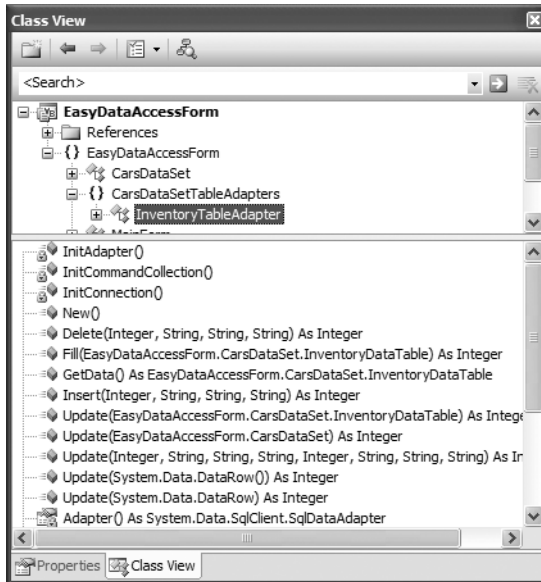 Class View
<Search>
EasyDataAccessForm
References
{} EasyDataAccessForm
CarsDataSet
{} CarsDataSetTableAdapters
InventoryTableAdapter
MainForm
InitAdapter()
InitCommandCollection()
InitConnection()
New()
Delete(Integer, String, String, String) As Integer
Fill(EasyDataAccessForm.CarsDataSet.InventoryDataTable) As Integer
GetData() As EasyDataAccessForm.CarsDataSet.InventoryDataTable
Insert(Integer, String, String, String) As Integer
Update(EasyDataAccessForm.CarsDataSet.InventoryDataTable) As Intege
Update(EasyDataAccessForm.CarsDataSet) As Integer
Update(Integer, String, String, String, Integer, String, String, String) As In
Update(System.Data.DataRow()) As Integer
Update(System.Data.DataRow) As Integer
Adapter() As System.Data.SqlClient.SqlDataAdapter
Properties Class View